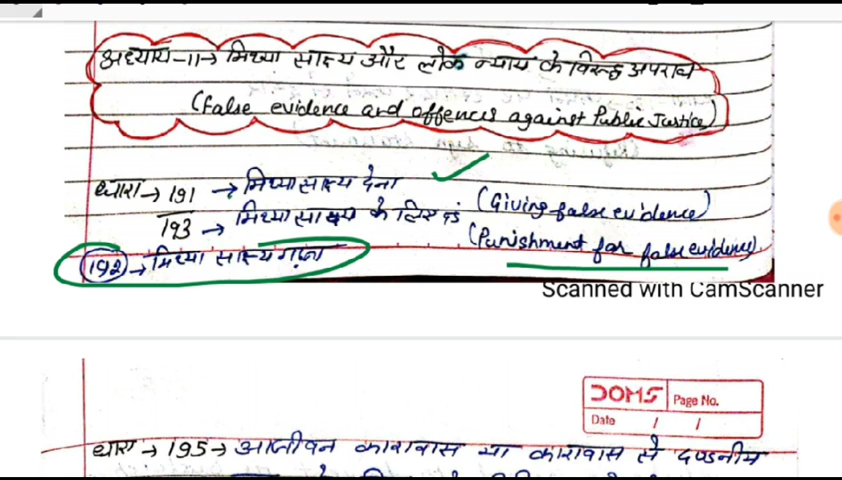 अध्याय-11→ मिथ्या साक्ष्य और लोक न्याय के विरुद्ध अपराध
(False evidence and offences against Public Justice)
धारा→ 191 → मिथ्या साक्ष्य देना (Giving false evidence)
193 → मिथ्या साक्ष्य के लिए दंड (Punishment for false evidence)
192 → मिथ्या साक्ष्य गढ़ना
Scanned with CamScanner
DOMS Page No.
Date / /
धारा → 195→ आजीवन कारावास या कारावास से दण्डनीय